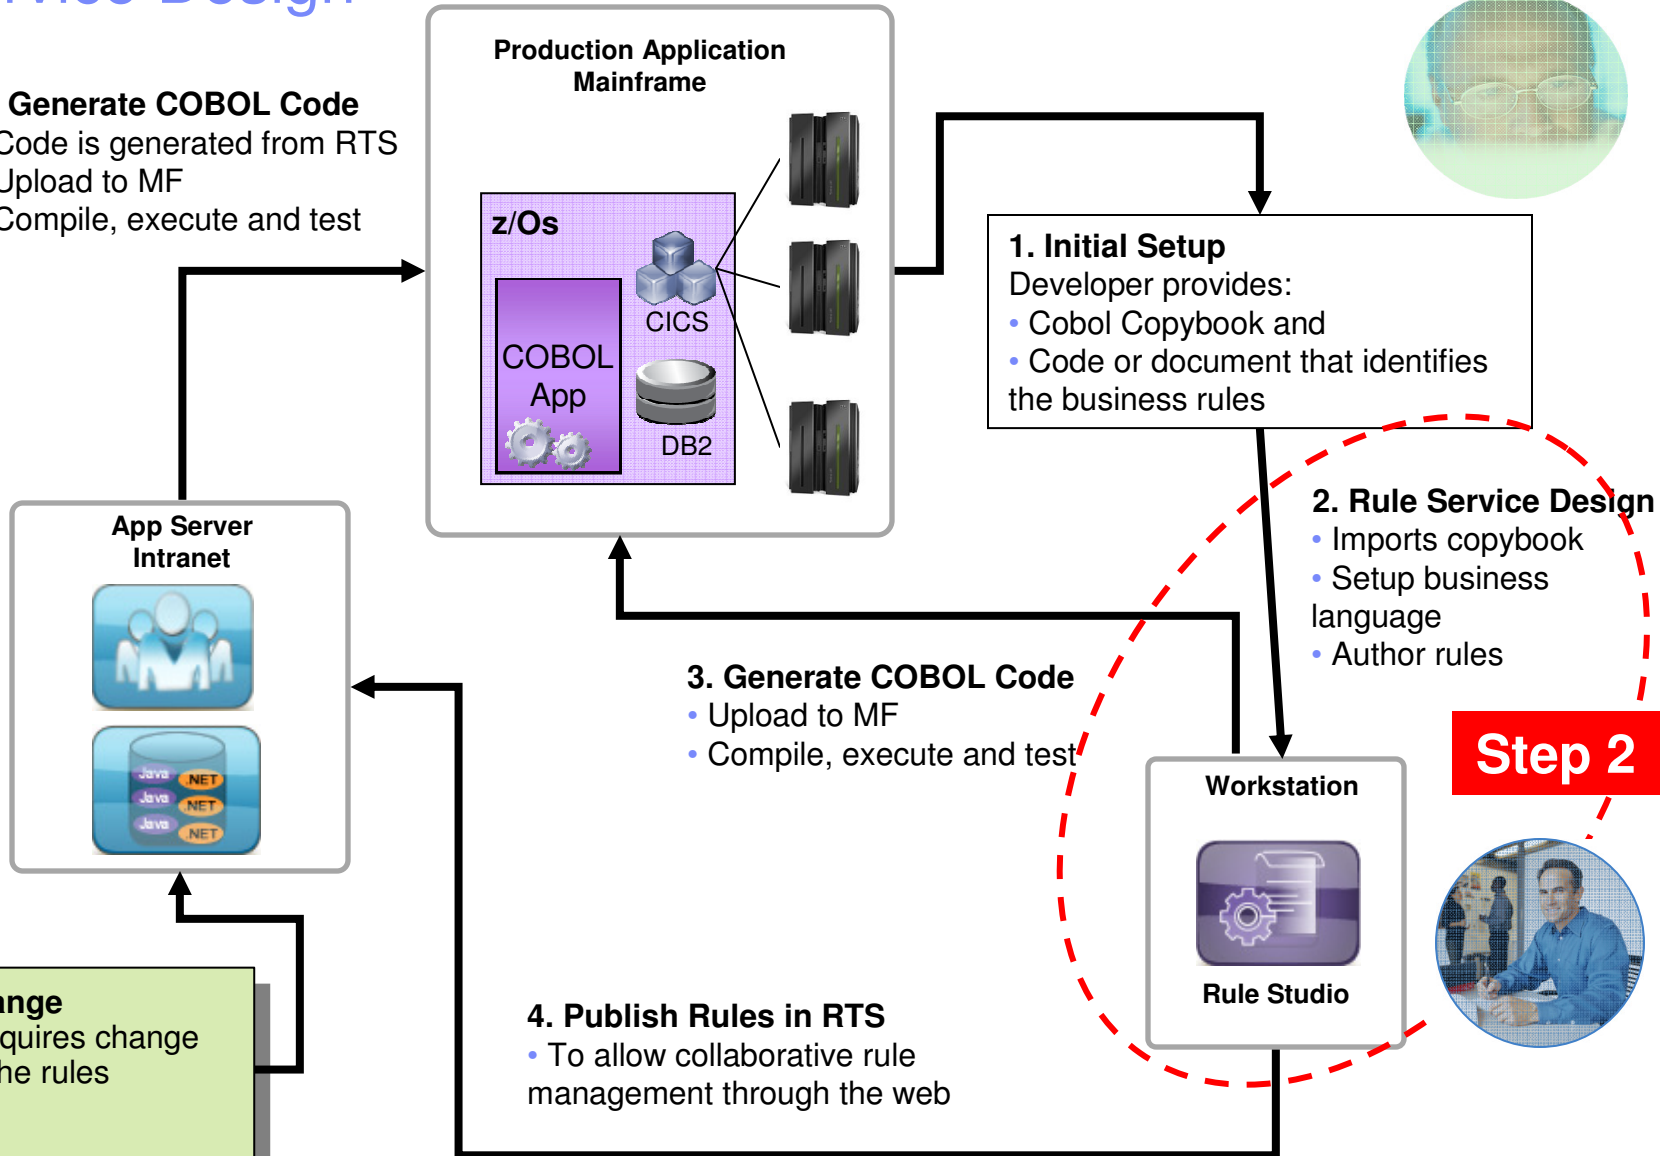 Design
Production Application
Mainframe
Generate COBOL Code
Code is generated from RTS
Upload to MF
Compile, execute and test
z/Os
CICS
COBOL
App
DB2
1. Initial Setup
Developer provides:
• Cobol Copybook and
• Code or document that identifies
the business rules
2. Rule Service Design
• Imports copybook
• Setup business
language
• Author rules
App Server
Intranet
Java .NET
Java .NET
Java .NET
3. Generate COBOL Code
• Upload to MF
• Compile, execute and test
Step 2
Workstation
Rule Studio
4. Publish Rules in RTS
• To allow collaborative rule
management through the web
ange
quires change
he rules